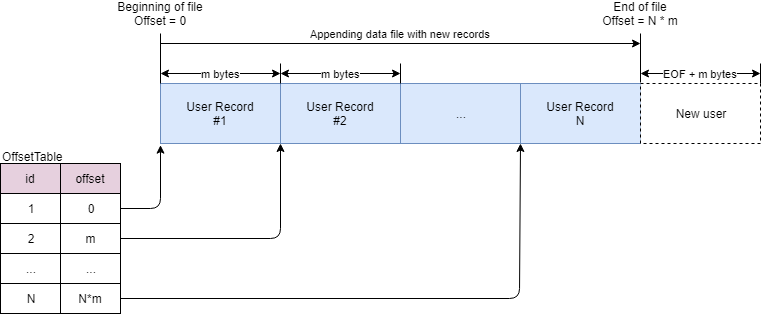 Beginning of file
Offset = 0
End of file
Offset = N * m
Appending data file with new records
m bytes
m bytes
EOF + m bytes
User Record
#1
User Record
#2
...
User Record
N
New user
OffsetTable
id offset
1 0
2 m
... ...
N N*m